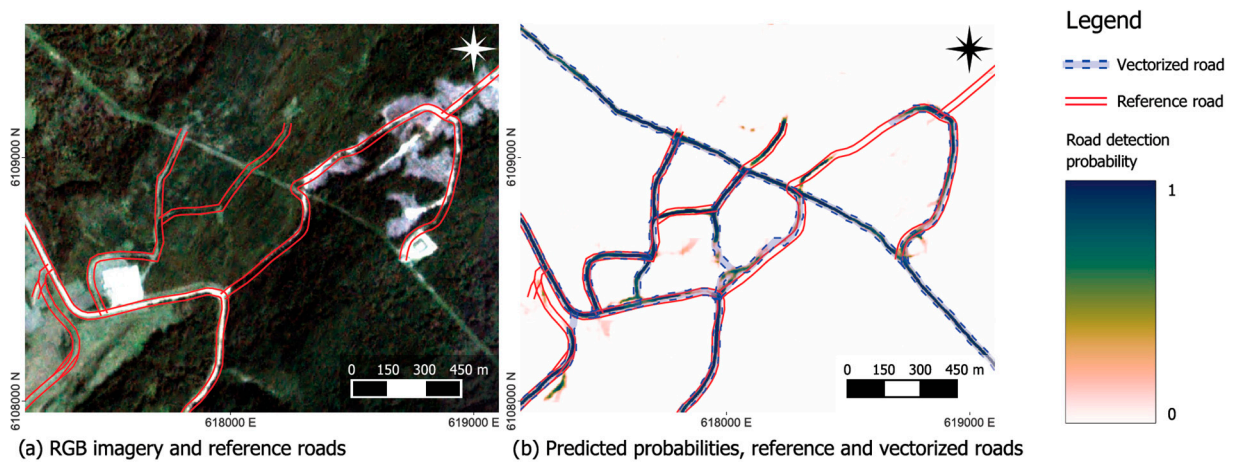 6109000 N
6108000 N
0 150 300 450 m
618000 E
619000 E
(a) RGB imagery and reference roads
6109000 N
6108000 N
0 150 300 450 m
618000 E
619000 E
(b) Predicted probabilities, reference and vectorized roads
Legend
Vectorized road
Reference road
Road detection
probability
1
0